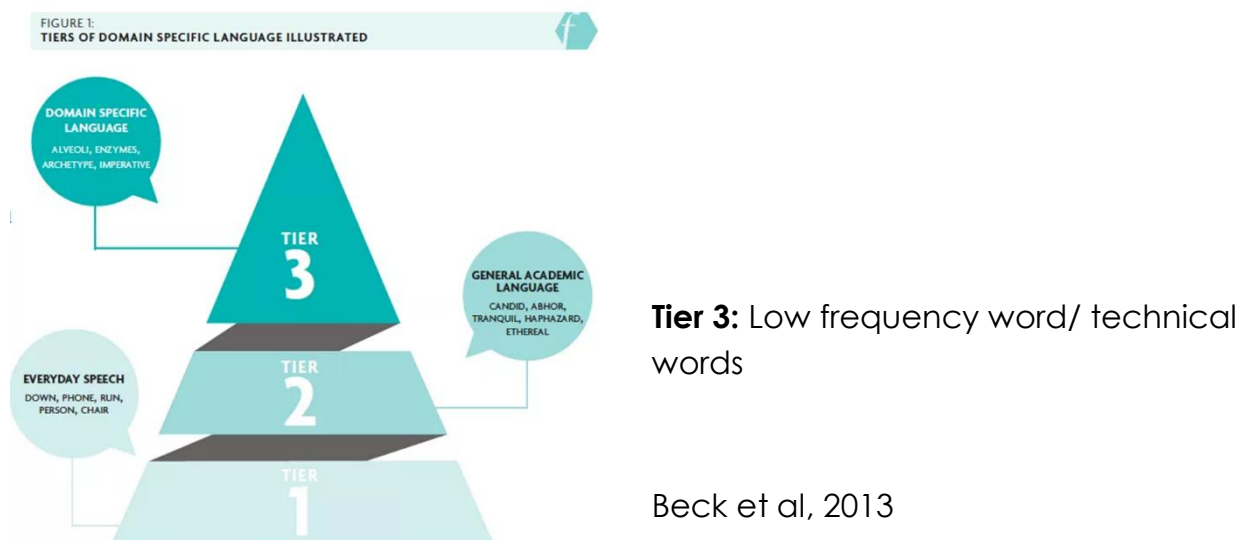 FIGURE 1:
TIERS OF DOMAIN SPECIFIC LANGUAGE ILLUSTRATED
f
DOMAIN SPECIFIC
LANGUAGE
ALVEOLI, ENZYMES,
ARCHETYPE, IMPERATIVE
TIER
3
GENERAL ACADEMIC
LANGUAGE
CANDID, ABHOR,
TRANQUIL, HAPHAZARD,
ETHEREAL
TIER
2
EVERYDAY SPEECH
DOWN, PHONE, RUN,
PERSON, CHAIR
TIER
1
Tier 3: Low frequency word/ technical
words
Beck et al, 2013